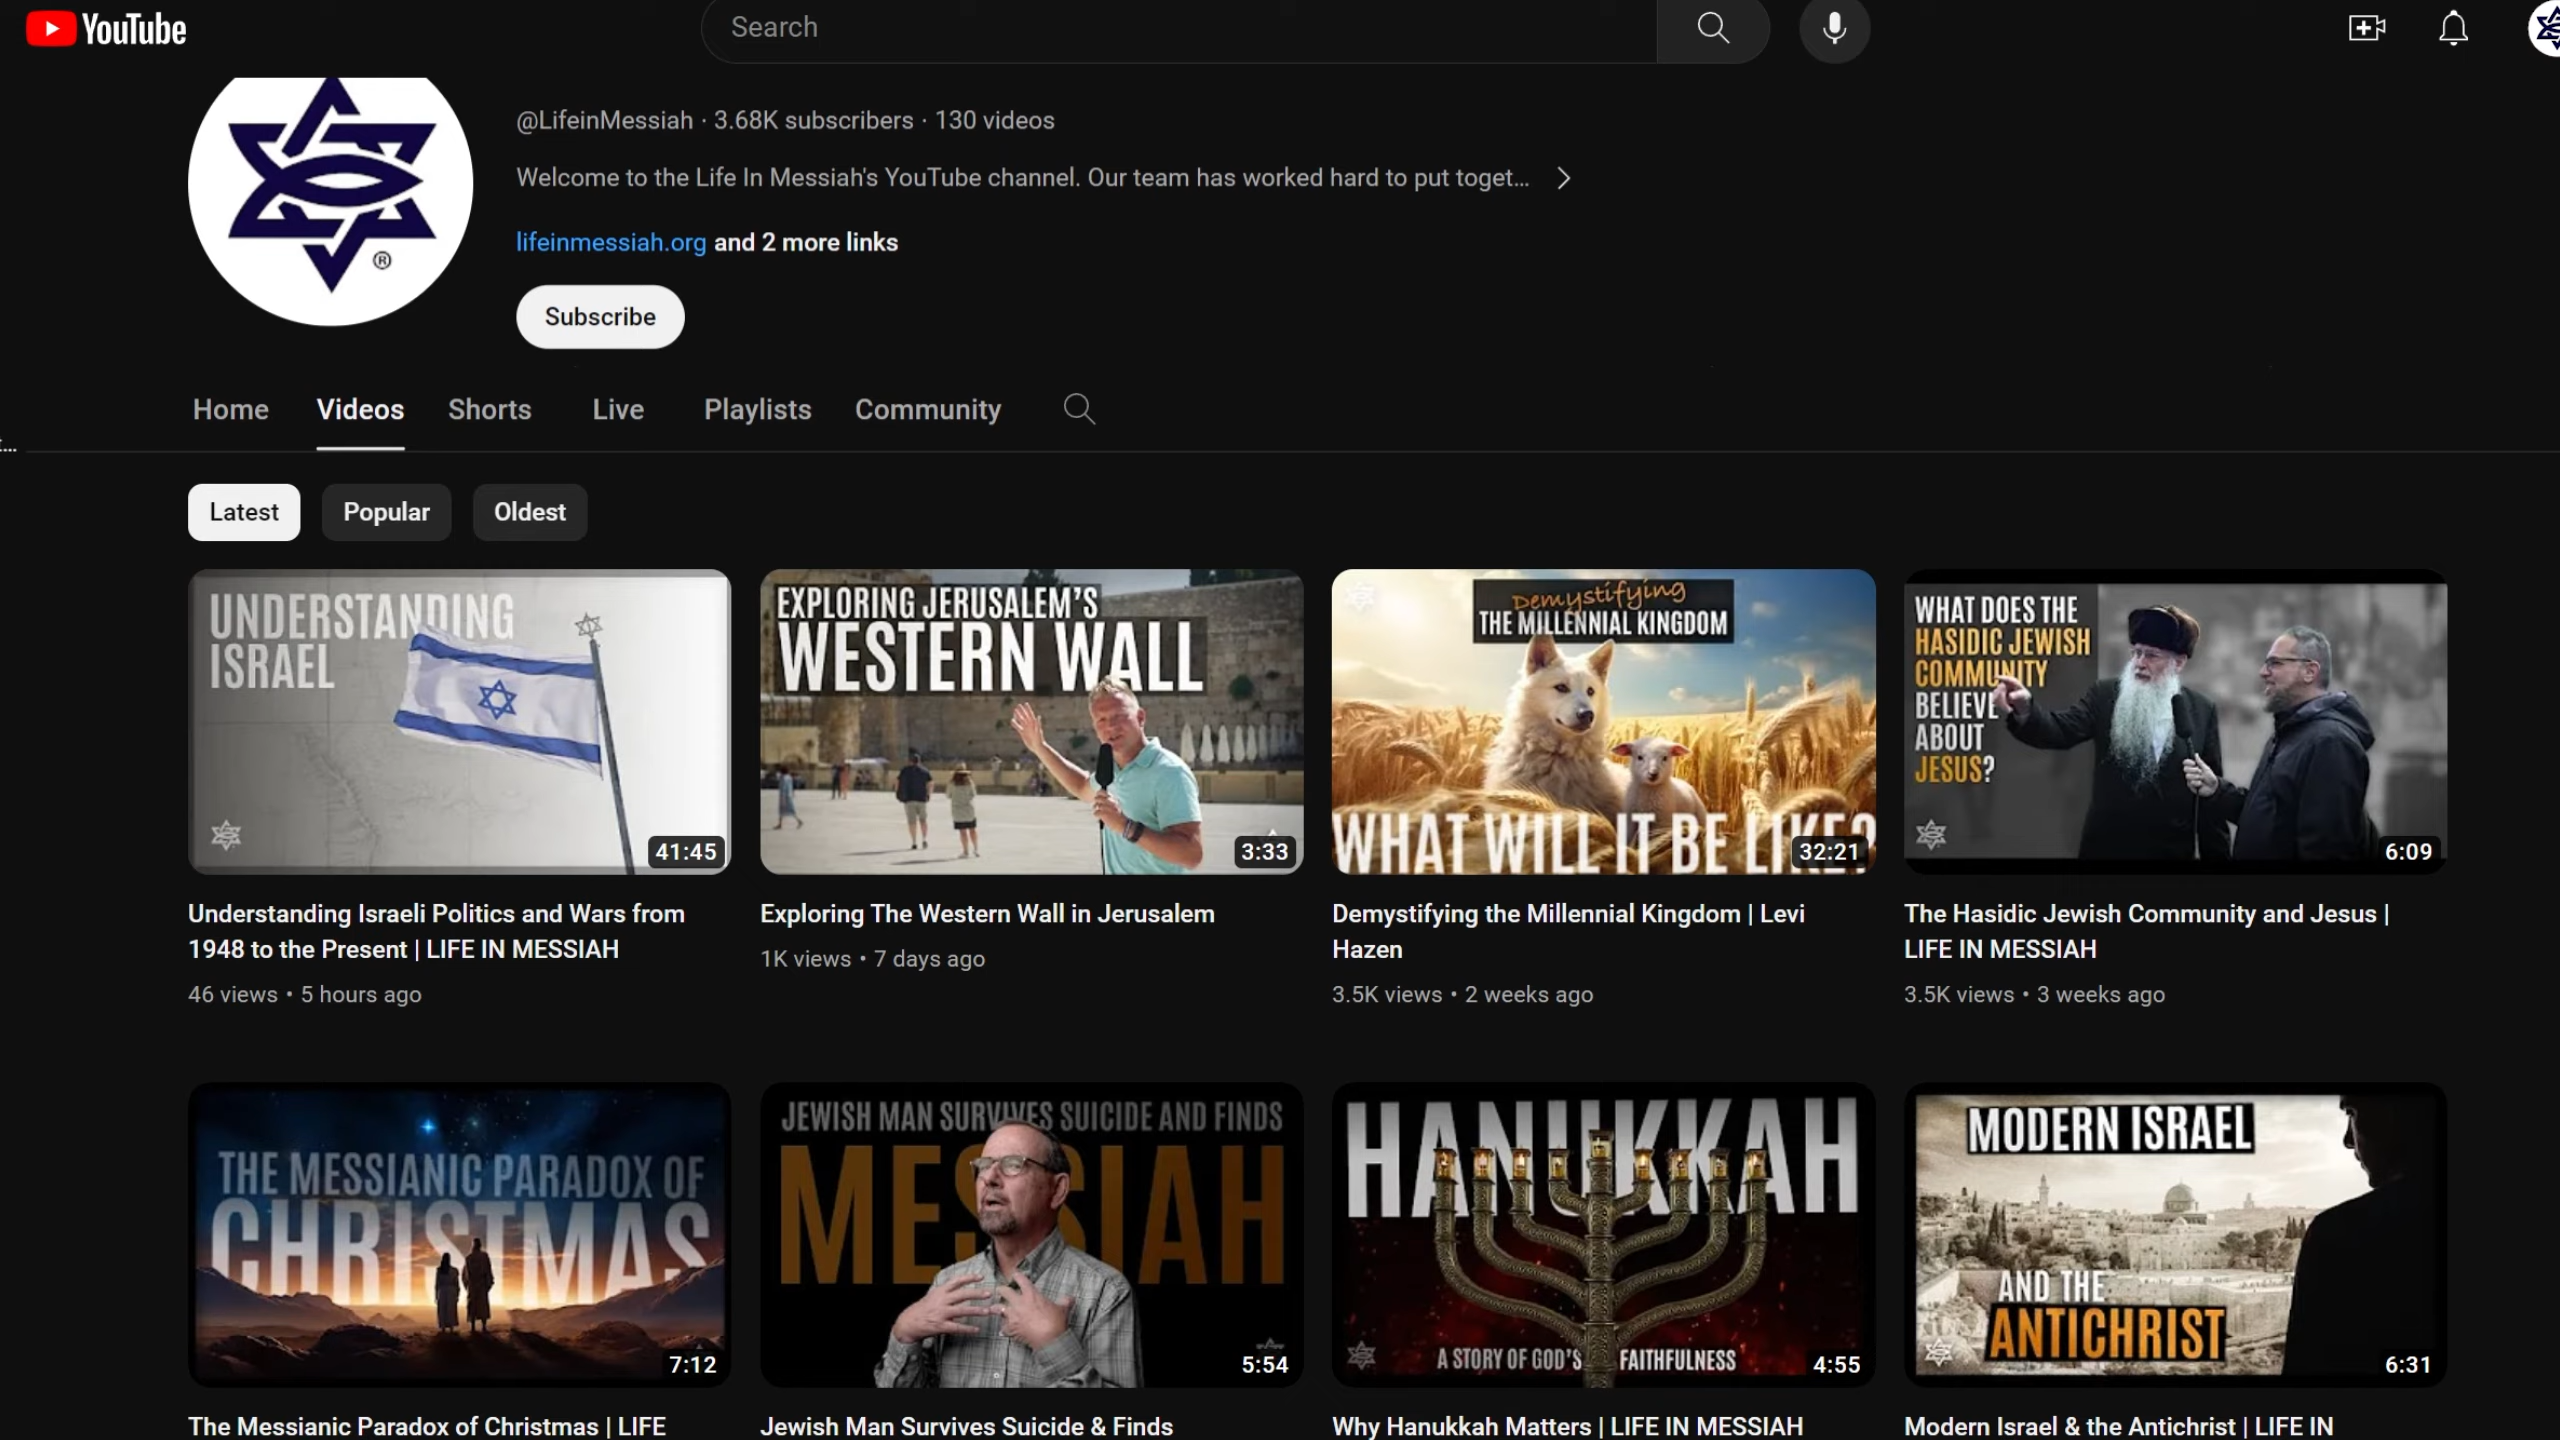 YouTube
Search
@LifeinMessiah · 3.68K subscribers · 130 videos
Welcome to the Life In Messiah's YouTube channel. Our team has worked hard to put toget...
lifeinmessiah.org and 2 more links
®
Subscribe
Home Videos Shorts Live Playlists Community
Latest Popular Oldest
UNDERSTANDING
ISRAEL
41:45
EXPLORING JERUSALEM'S
WESTERN WALL
3:33
Demystifying
THE MILLENNIAL KINGDOM
WHAT WILL IT BE LIKE?
32:21
WHAT DOES THE
HASIDIC JEWISH
COMMUNITY
BELIEVE
ABOUT
JESUS?
6:09
Understanding Israeli Politics and Wars from
1948 to the Present | LIFE IN MESSIAH
46 views • 5 hours ago
Exploring The Western Wall in Jerusalem
1K views • 7 days ago
Demystifying the Millennial Kingdom | Levi
Hazen
3.5K views • 2 weeks ago
The Hasidic Jewish Community and Jesus |
LIFE IN MESSIAH
3.5K views • 3 weeks ago
THE MESSIANIC PARADOX OF
CHRISTMAS
7:12
JEWISH MAN SURVIVES SUICIDE AND FINDS
MESSIAH
5:54
HANUKKAH
A STORY OF GOD'S FAITHFULNESS
4:55
MODERN ISRAEL
AND THE
ANTICHRIST
6:31
The Messianic Paradox of Christmas | LIFE
Jewish Man Survives Suicide & Finds
Why Hanukkah Matters | LIFE IN MESSIAH
Modern Israel & the Antichrist | LIFE IN